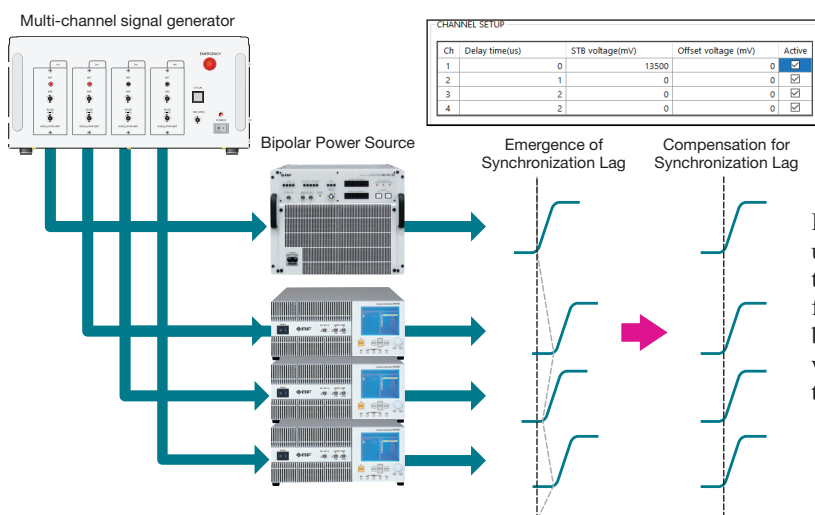 Multi-channel signal generator
EMERGENCY
CHANNEL SETUP
Ch Delay time(us) STB voltage(mV) Offset voltage (mV) Active
1 0 13500 0
2 1 0 0
3 2 0 0
4 2 0 0
Bipolar Power Source
Emergence of
Synchronization Lag
Compensation for
Synchronization Lag